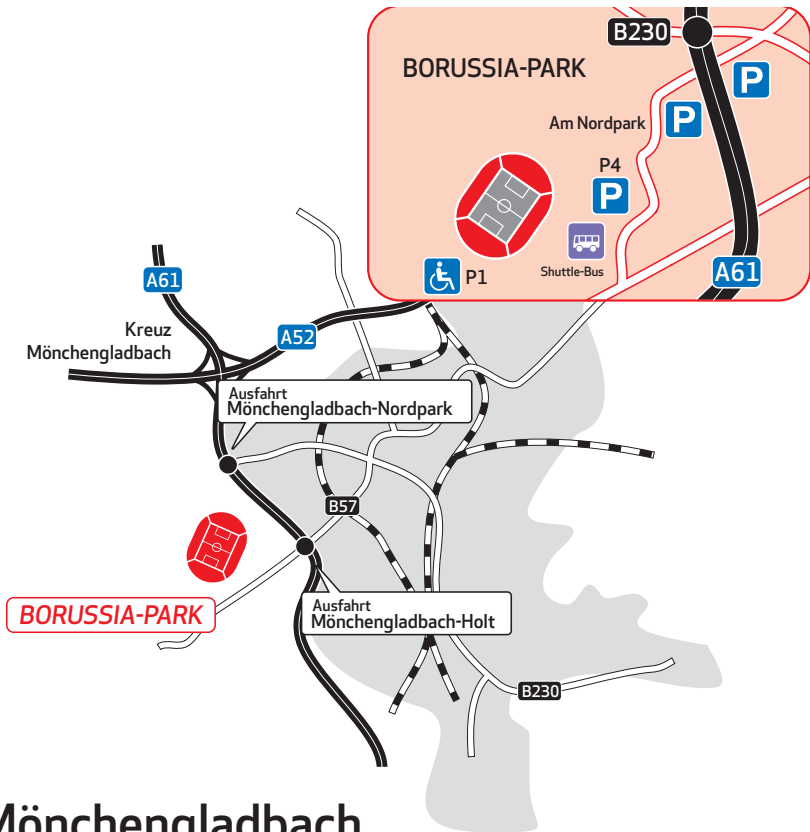 B230
BORUSSIA-PARK
P
Am Nordpark
P
P4
P
Shuttle-Bus
P1
A61
A61
Kreuz
Mönchengladbach
A52
Ausfahrt
Mönchengladbach-Nordpark
B57
BORUSSIA-PARK
Ausfahrt
Mönchengladbach-Holt
B230
Mönchengladbach